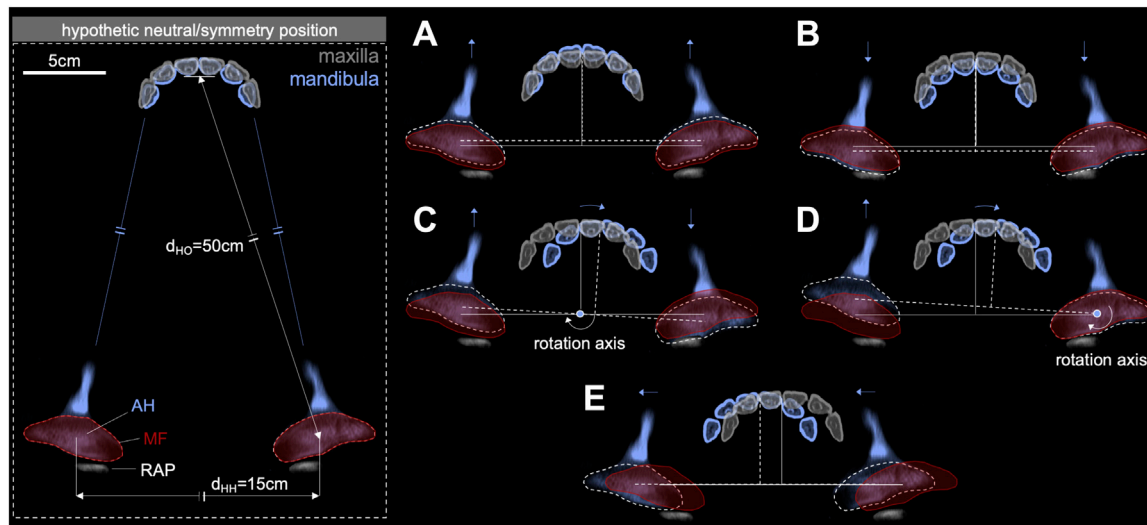 hypothetic neutral/symmetry position
5cm
maxilla
mandibula
d_HO=50cm
AH
MF
RAP
d_HH=15cm
A
B
C
rotation axis
D
rotation axis
E